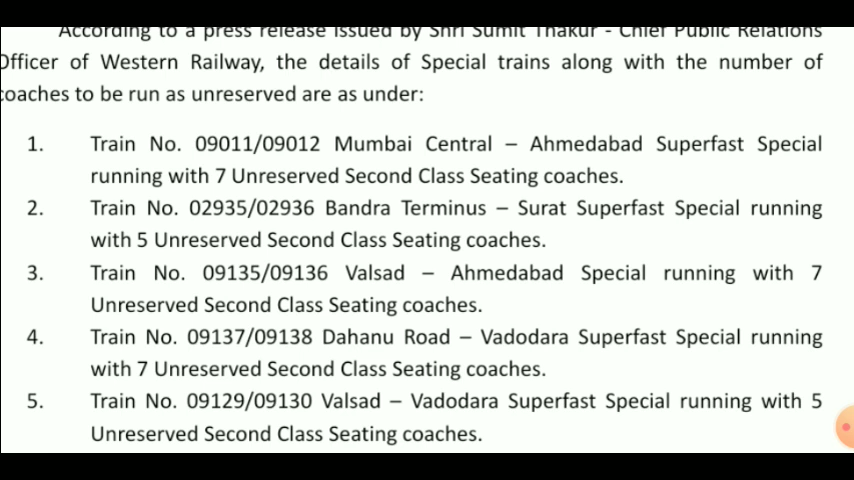 According to a press release issued by Shri Sumit Thakur - Chief Public Relations
Officer of Western Railway, the details of Special trains along with the number of
coaches to be run as unreserved are as under:
1. Train No. 09011/09012 Mumbai Central – Ahmedabad Superfast Special
running with 7 Unreserved Second Class Seating coaches.
2. Train No. 02935/02936 Bandra Terminus – Surat Superfast Special running
with 5 Unreserved Second Class Seating coaches.
3. Train No. 09135/09136 Valsad – Ahmedabad Special running with 7
Unreserved Second Class Seating coaches.
4. Train No. 09137/09138 Dahanu Road – Vadodara Superfast Special running
with 7 Unreserved Second Class Seating coaches.
5. Train No. 09129/09130 Valsad – Vadodara Superfast Special running with 5
Unreserved Second Class Seating coaches.